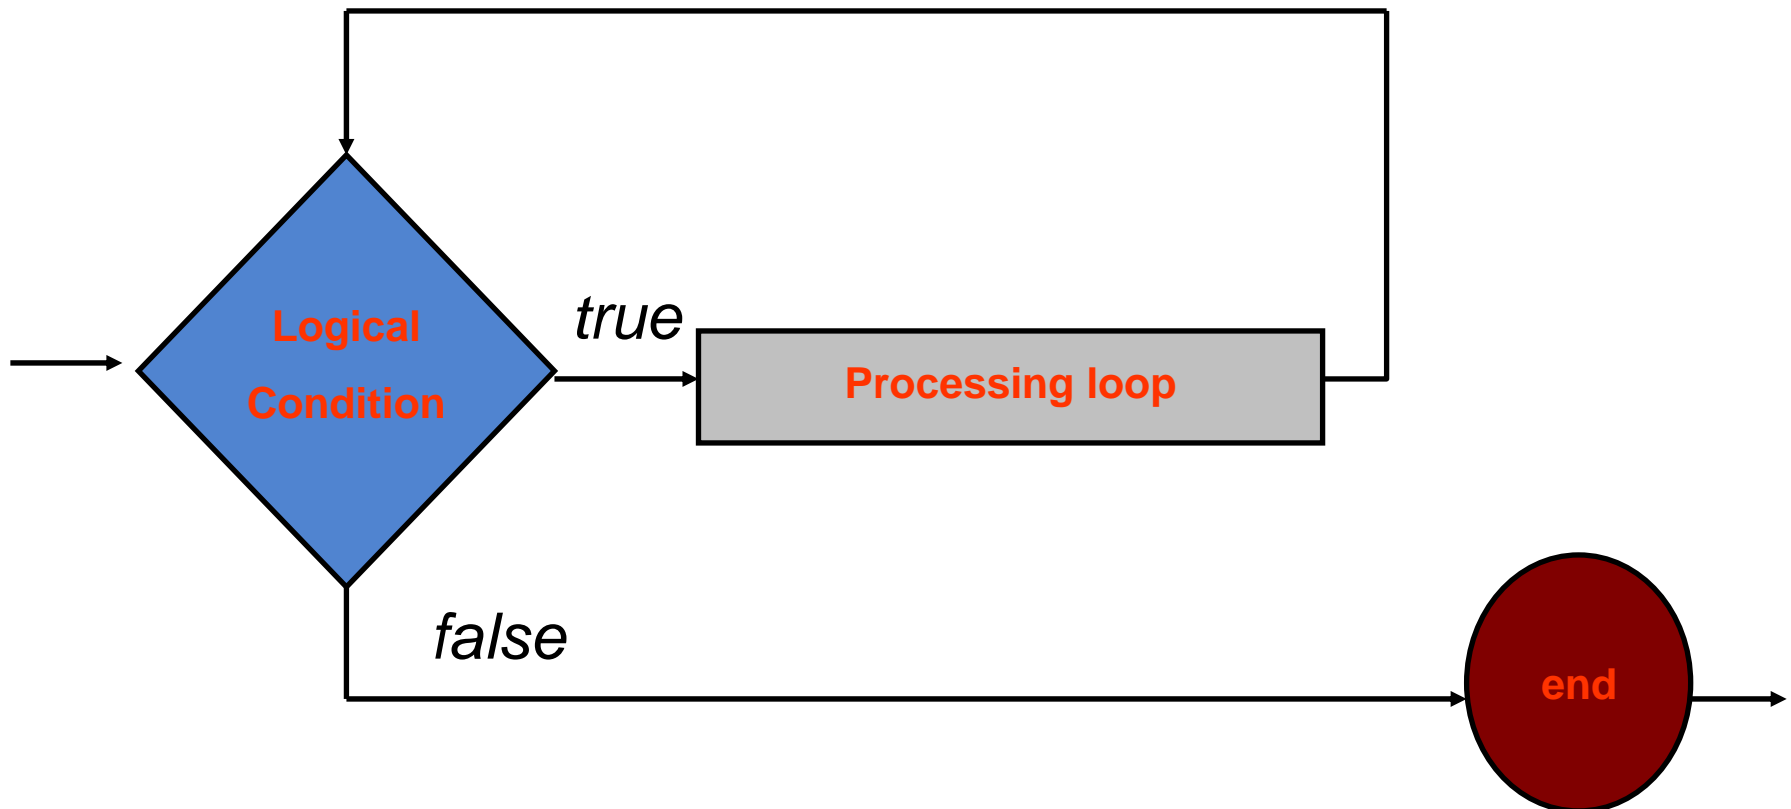 true
Logical
Condition
Processing loop
false
end